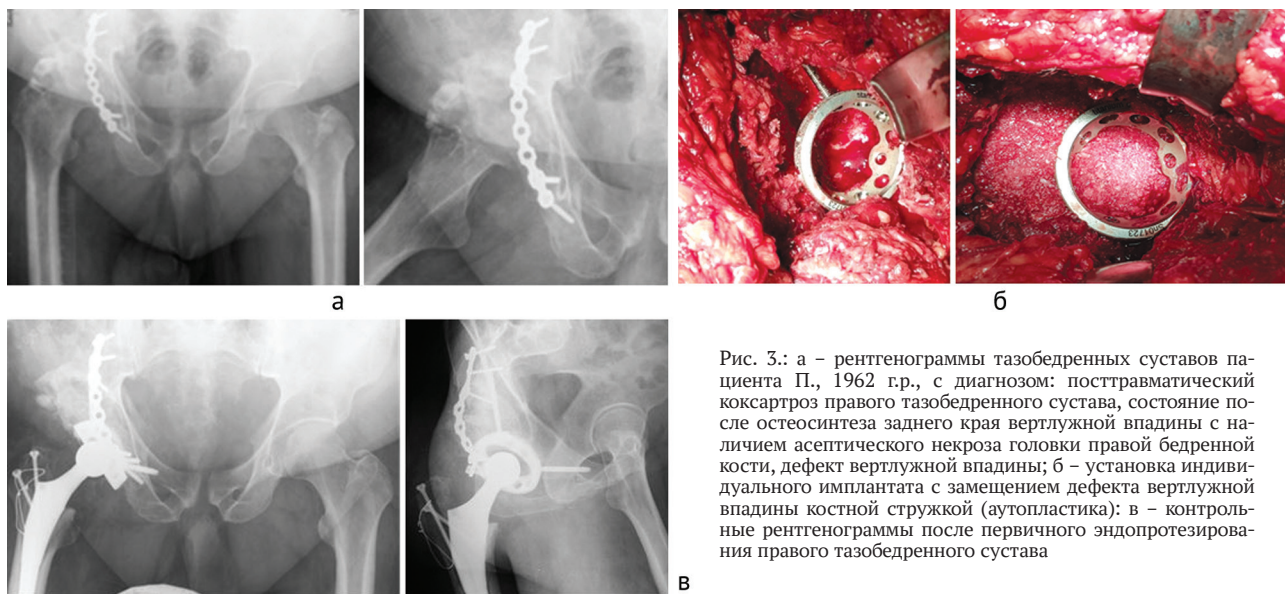 а
б
в
Рис. 3.: а – рентгенограммы тазобедренных суставов па-
циента П., 1962 г.р., с диагнозом: посттравматический
коксартроз правого тазобедренного сустава, состояние по-
сле остеосинтеза заднего края вертлужной впадины с на-
личием асептического некроза головки правой бедренной
кости, дефект вертлужной впадины; б – установка индиви-
дуального имплантата с замещением дефекта вертлужной
впадины костной стружкой (аутопластика): в – контроль-
ные рентгенограммы после первичного эндопротезирова-
ния правого тазобедренного сустава